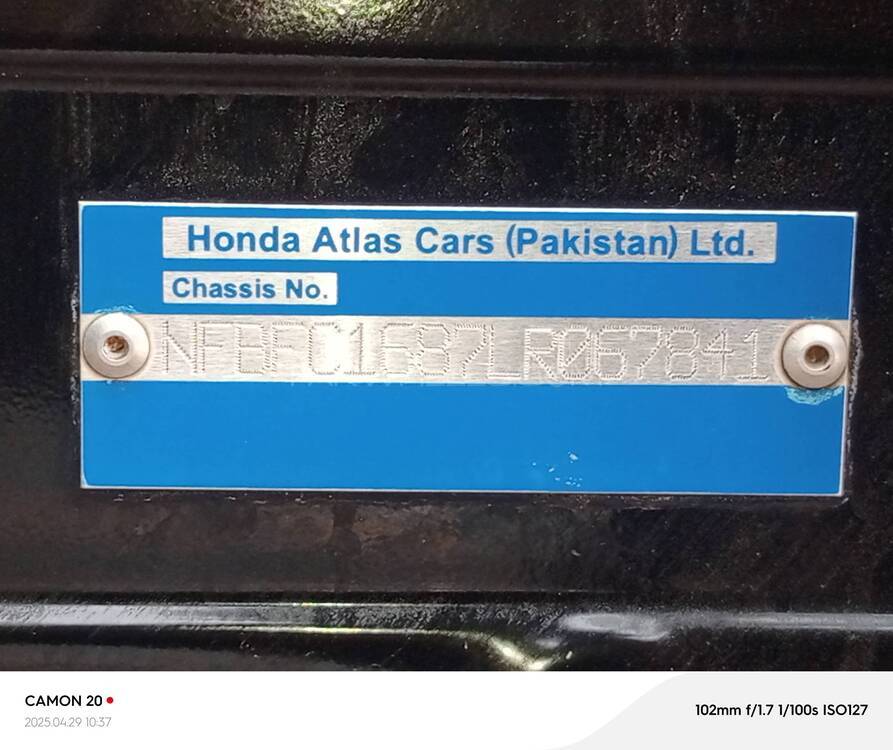 Honda Atlas Cars (Pakistan) Ltd.
Chassis No.
NFBFC1687LR067841
CAMON 20
2025.04.29 10:37
102mm f/1.7 1/100s ISO127